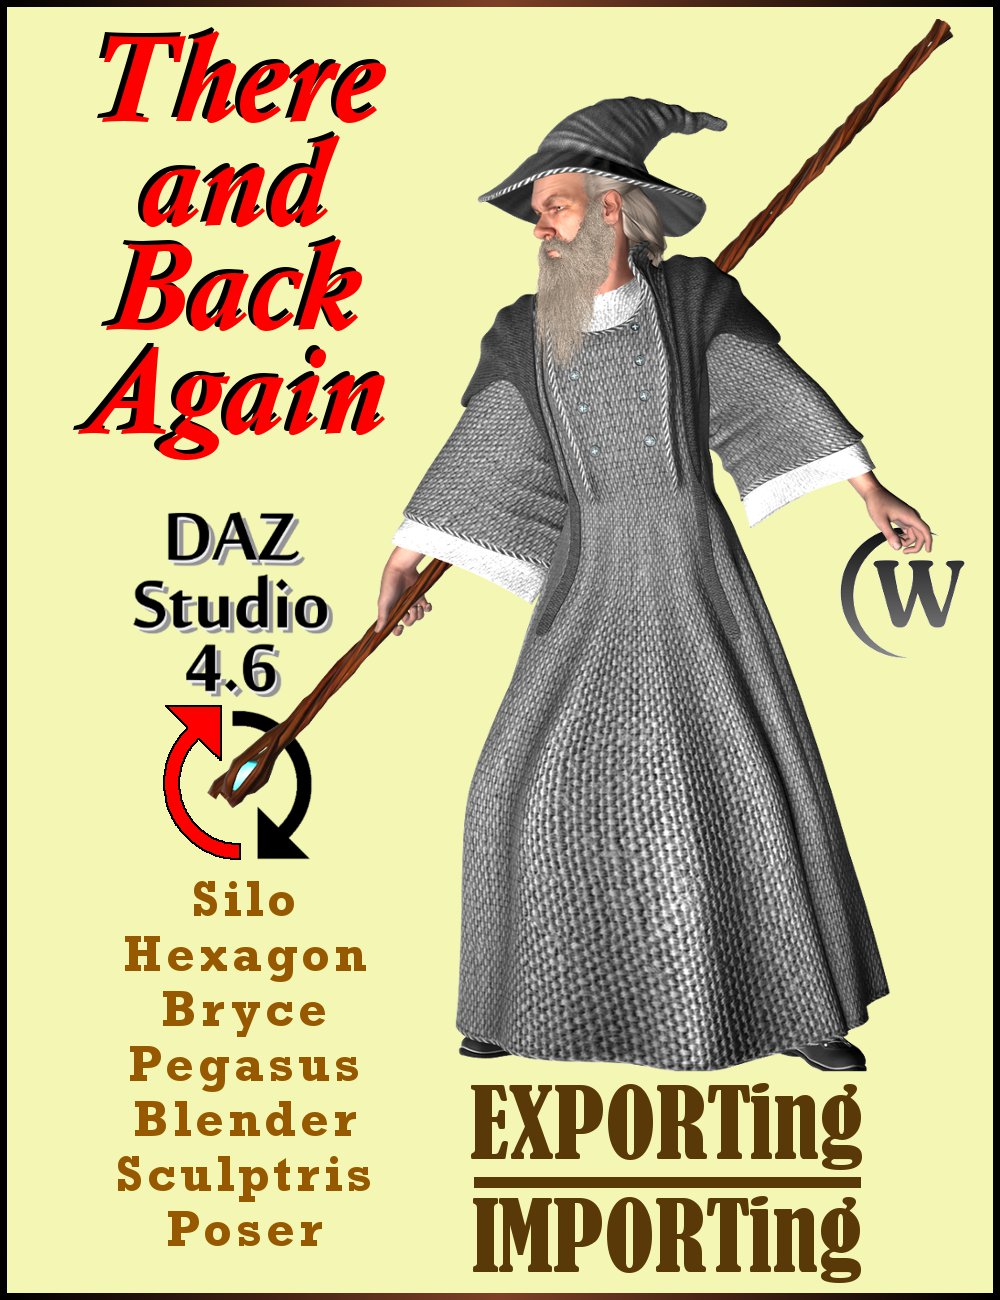 There
and
Back
Again
DAZ
Studio
4.6
W
Silo
Hexagon
Bryce
Pegasus
Blender
Sculptris
Poser
EXPORTing
IMPORTing